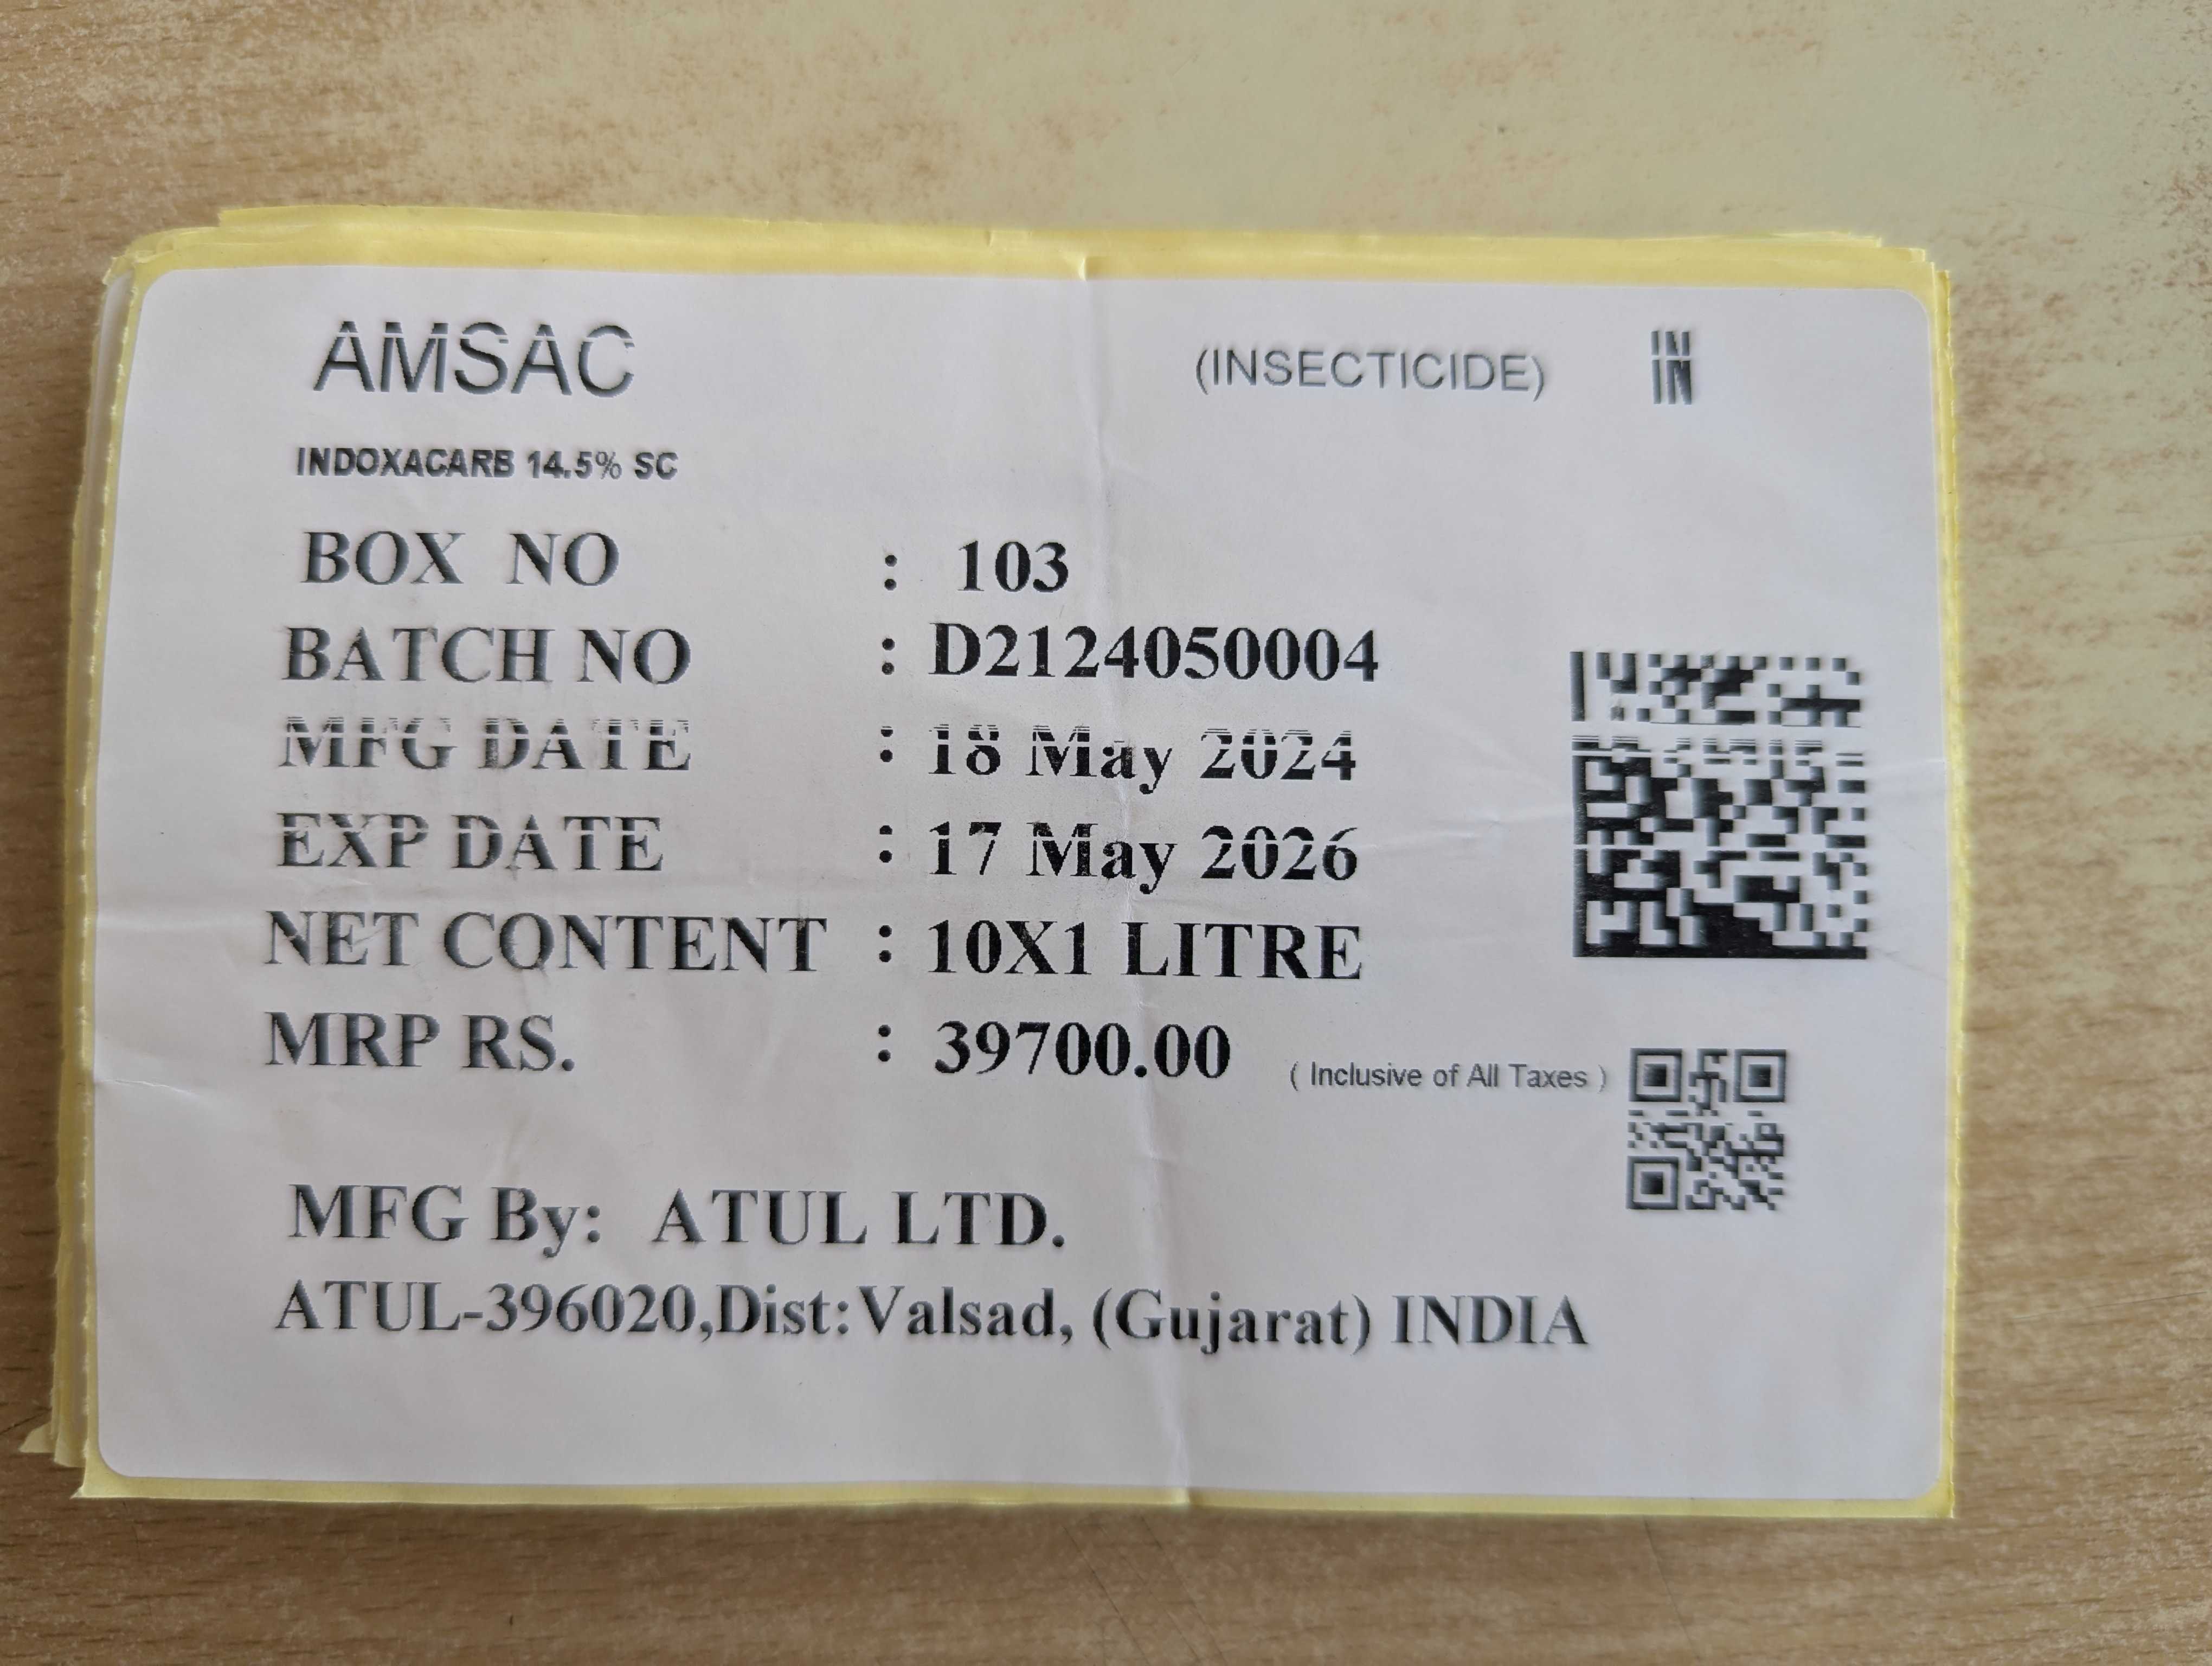 AMSAC (INSECTICIDE) IN
INDOXACARB 14.5% SC
BOX NO : 103
BATCH NO : D2124050004
MFG DATE : 18 May 2024
EXP DATE : 17 May 2026
NET CONTENT : 10X1 LITRE
MRP RS. : 39700.00 ( Inclusive of All Taxes )
MFG By: ATUL LTD.
ATUL-396020,Dist:Valsad, (Gujarat) INDIA